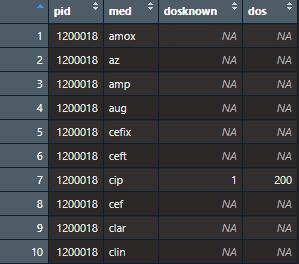 pid med dosknown dos
1 1200018 amox NA NA
2 1200018 az NA NA
3 1200018 amp NA NA
4 1200018 aug NA NA
5 1200018 cefix NA NA
6 1200018 ceft NA NA
7 1200018 cip 1 200
8 1200018 cef NA NA
9 1200018 clar NA NA
10 1200018 clin NA NA